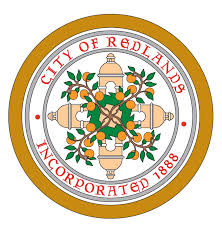 CITY OF REDLANDS
INCORPORATED 1888